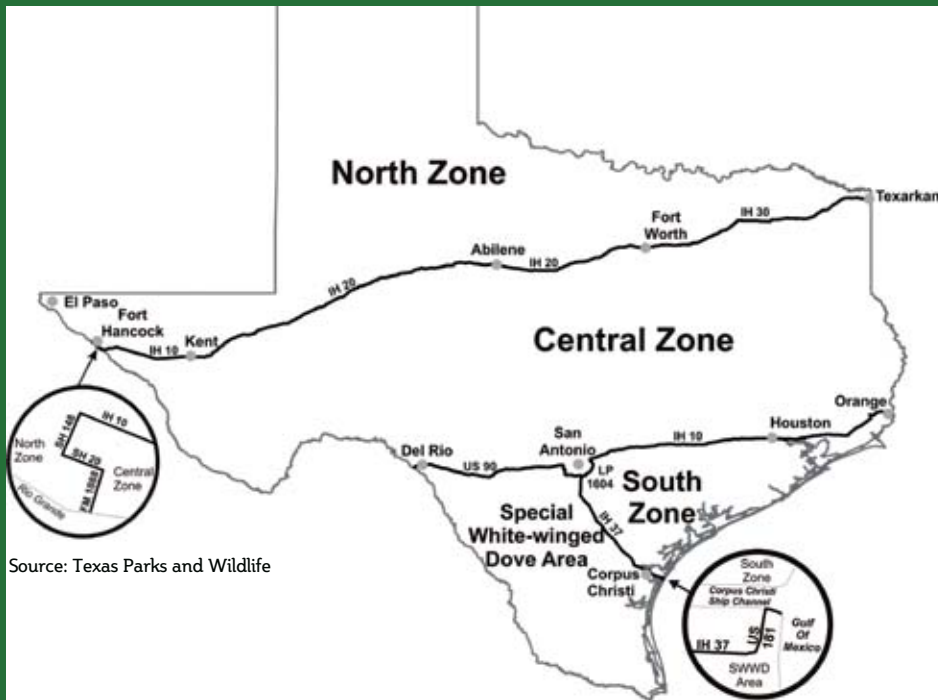 North Zone
Texarkan
IH 30
Fort
Worth
Abilene
IH 20
IH 20
El Paso
Fort
Hancock
Kent
IH 10
Central Zone
Orange
Houston
IH 10
San
Antonio
Del Rio
US 90
LP
1604
South
Zone
IH 37
Special
White-winged
Dove Area
Corpus
Christi
IH 10
SH 148
North
Zone
SH 20
Central
Zone
FM 1088
Rio Grande
Source: Texas Parks and Wildlife
South
Zone
Corpus Christi
Ship Channel
US
181
Gulf
Of
Mexico
IH 37
SWWD
Area